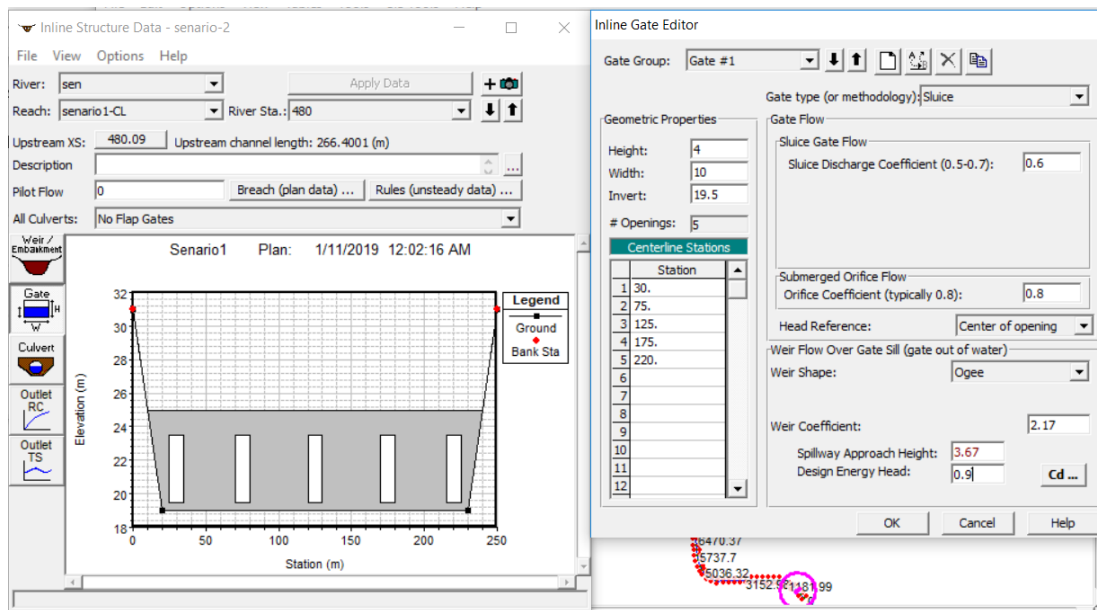 Inline Structure Data - senario-2
File View Options Help
River: sen Apply Data
Reach: senario1-CL River Sta.: 480
Upstream XS: 480.09 Upstream channel length: 266.4001 (m)
Description ...
Pilot Flow 0 Breach (plan data) ... Rules (unsteady data) ...
All Culverts: No Flap Gates
Weir / Embankment
Gate
H
W
Culvert
Outlet
RC
Outlet
TS
Senario1 Plan: 1/11/2019 12:02:16 AM
Elevation (m)
32
30
28
26
24
22
20
18
0 50 100 150 200 250
Station (m)
Legend
Ground
Bank Sta
Inline Gate Editor
Gate Group: Gate #1
Gate type (or methodology): Sluice
Geometric Properties
Height: 4
Width: 10
Invert: 19.5
# Openings: 5
Centerline Stations
Station
1 30.
2 75.
3 125.
4 175.
5 220.
6
7
8
9
10
11
12
Gate Flow
Sluice Gate Flow
Sluice Discharge Coefficient (0.5-0.7): 0.6
Submerged Orifice Flow
Orifice Coefficient (typically 0.8): 0.8
Head Reference: Center of opening
Weir Flow Over Gate Sill (gate out of water)
Weir Shape: Ogee
Weir Coefficient: 2.17
Spillway Approach Height: 3.67
Design Energy Head: 0.9 Cd ...
OK Cancel Help
6470.37
5737.7
5036.32